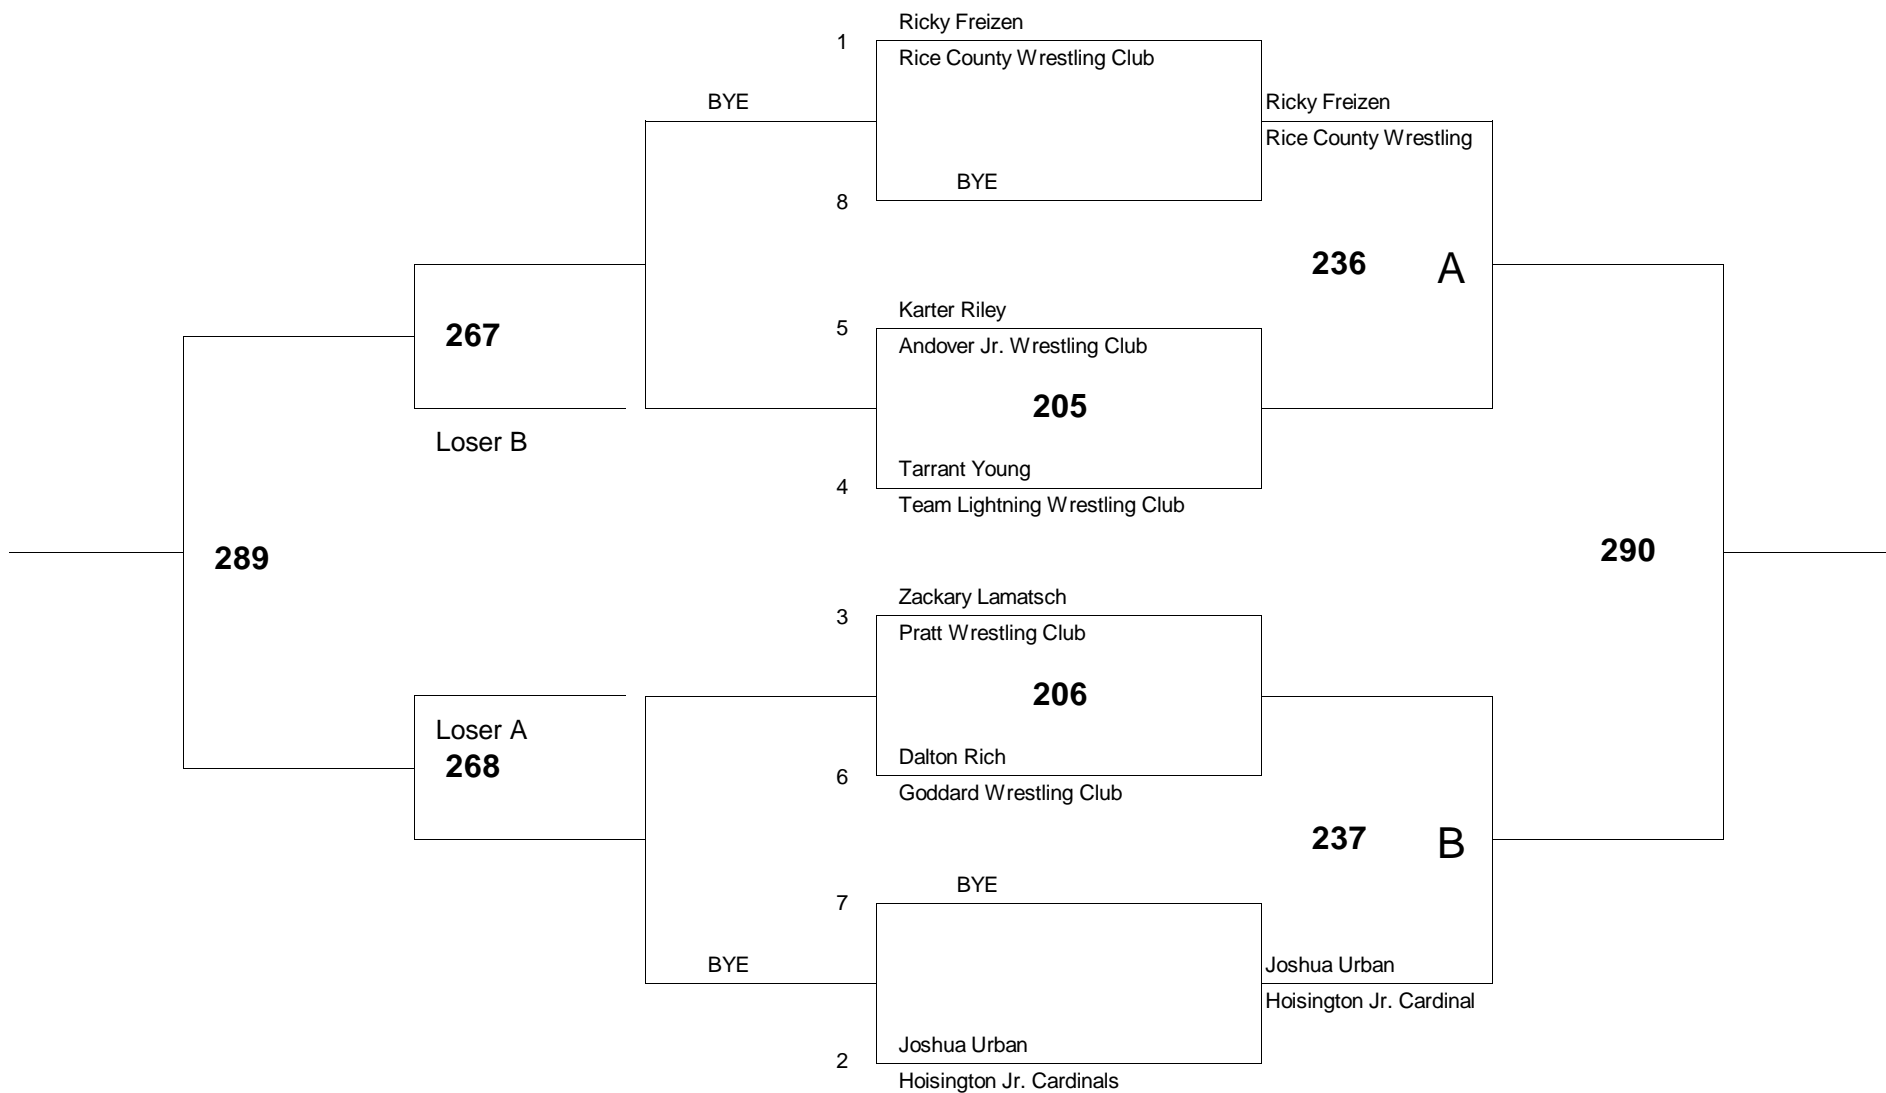 Ricky Freizen
1
Rice County Wrestling Club
BYE
Ricky Freizen
Rice County Wrestling
BYE
8
236
A
Karter Riley
5
267
Andover Jr. Wrestling Club
205
Loser B
Tarrant Young
4
Team Lightning Wrestling Club
289
290
Zackary Lamatsch
3
Pratt Wrestling Club
206
Loser A
268
Dalton Rich
6
Goddard Wrestling Club
237
B
BYE
7
BYE
Joshua Urban
Hoisington Jr. Cardinal
Joshua Urban
2
Hoisington Jr. Cardinals